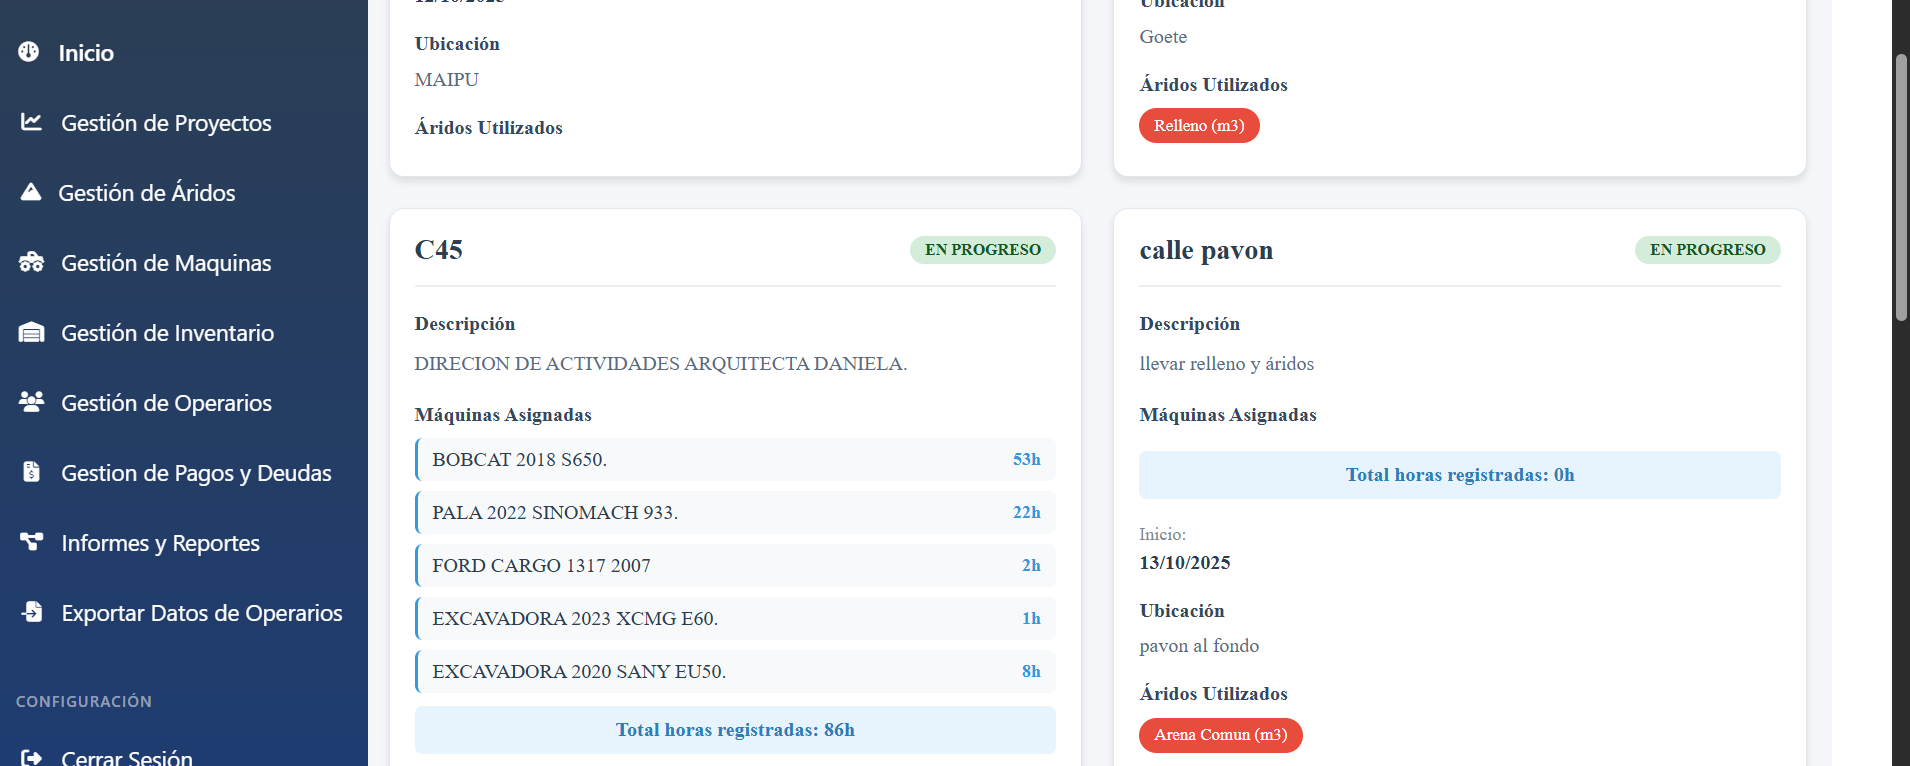 Inicio
Gestión de Proyectos
Gestión de Áridos
Gestión de Maquinas
Gestión de Inventario
Gestión de Operarios
Gestion de Pagos y Deudas
Informes y Reportes
Exportar Datos de Operarios
CONFIGURACIÓN
Cerrar Sesión
12/10/2025
Ubicación
MAIPU
Áridos Utilizados
Ubicación
Goete
Áridos Utilizados
Relleno (m3)
C45
EN PROGRESO
Descripción
DIRECION DE ACTIVIDADES ARQUITECTA DANIELA.
Máquinas Asignadas
BOBCAT 2018 S650. 53h
PALA 2022 SINOMACH 933. 22h
FORD CARGO 1317 2007 2h
EXCAVADORA 2023 XCMG E60. 1h
EXCAVADORA 2020 SANY EU50. 8h
Total horas registradas: 86h
calle pavon
EN PROGRESO
Descripción
llevar relleno y áridos
Máquinas Asignadas
Total horas registradas: 0h
Inicio:
13/10/2025
Ubicación
pavon al fondo
Áridos Utilizados
Arena Comun (m3)